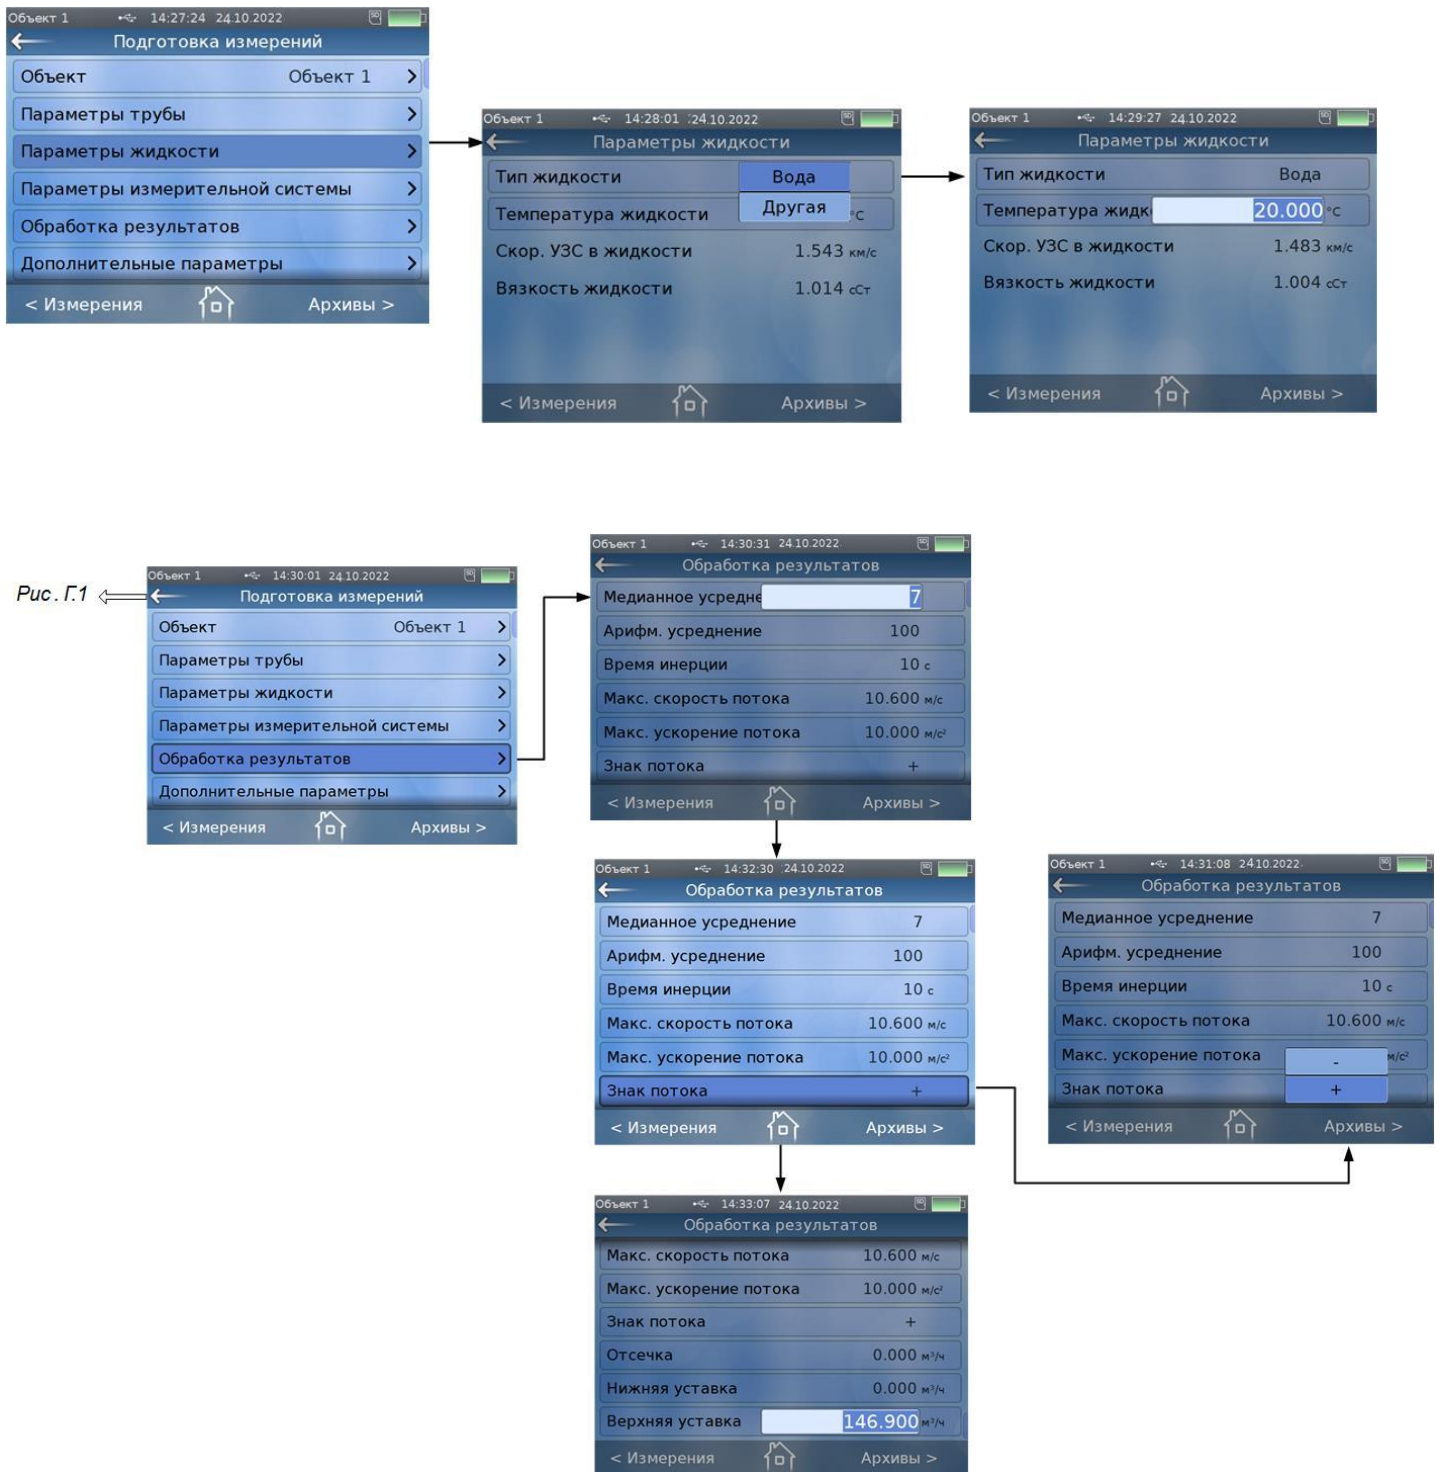 Объект 1 14:27:24 24.10.2022 SD
Подготовка измерений
Объект Объект 1 >
Параметры трубы >
Параметры жидкости >
Параметры измерительной системы >
Обработка результатов >
Дополнительные параметры >
< Измерения Архивы >
Объект 1 14:28:01 24.10.2022 SD
Параметры жидкости
Тип жидкости Вода
Другая
Температура жидкости °C
Скор. УЗС в жидкости 1.543 км/с
Вязкость жидкости 1.014 сСт
< Измерения Архивы >
Объект 1 14:29:27 24.10.2022 SD
Параметры жидкости
Тип жидкости Вода
Температура жидк 20.000 °C
Скор. УЗС в жидкости 1.483 км/с
Вязкость жидкости 1.004 сСт
< Измерения Архивы >
Рис. Г.1
Объект 1 14:30:01 24.10.2022 SD
Подготовка измерений
Объект Объект 1 >
Параметры трубы >
Параметры жидкости >
Параметры измерительной системы >
Обработка результатов >
Дополнительные параметры >
< Измерения Архивы >
Объект 1 14:30:31 24.10.2022 SD
Обработка результатов
Медианное усредне 7
Арифм. усреднение 100
Время инерции 10 с
Макс. скорость потока 10.600 м/с
Макс. ускорение потока 10.000 м/с²
Знак потока +
< Измерения Архивы >
Объект 1 14:32:30 24.10.2022 SD
Обработка результатов
Медианное усреднение 7
Арифм. усреднение 100
Время инерции 10 с
Макс. скорость потока 10.600 м/с
Макс. ускорение потока 10.000 м/с²
Знак потока +
< Измерения Архивы >
Объект 1 14:31:08 24.10.2022 SD
Обработка результатов
Медианное усреднение 7
Арифм. усреднение 100
Время инерции 10 с
Макс. скорость потока 10.600 м/с
Макс. ускорение потока м/с²
-
Знак потока +
< Измерения Архивы >
Объект 1 14:33:07 24.10.2022 SD
Обработка результатов
Макс. скорость потока 10.600 м/с
Макс. ускорение потока 10.000 м/с²
Знак потока +
Отсечка 0.000 м³/ч
Нижняя уставка 0.000 м³/ч
Верхняя уставка 146.900 м³/ч
< Измерения Архивы >